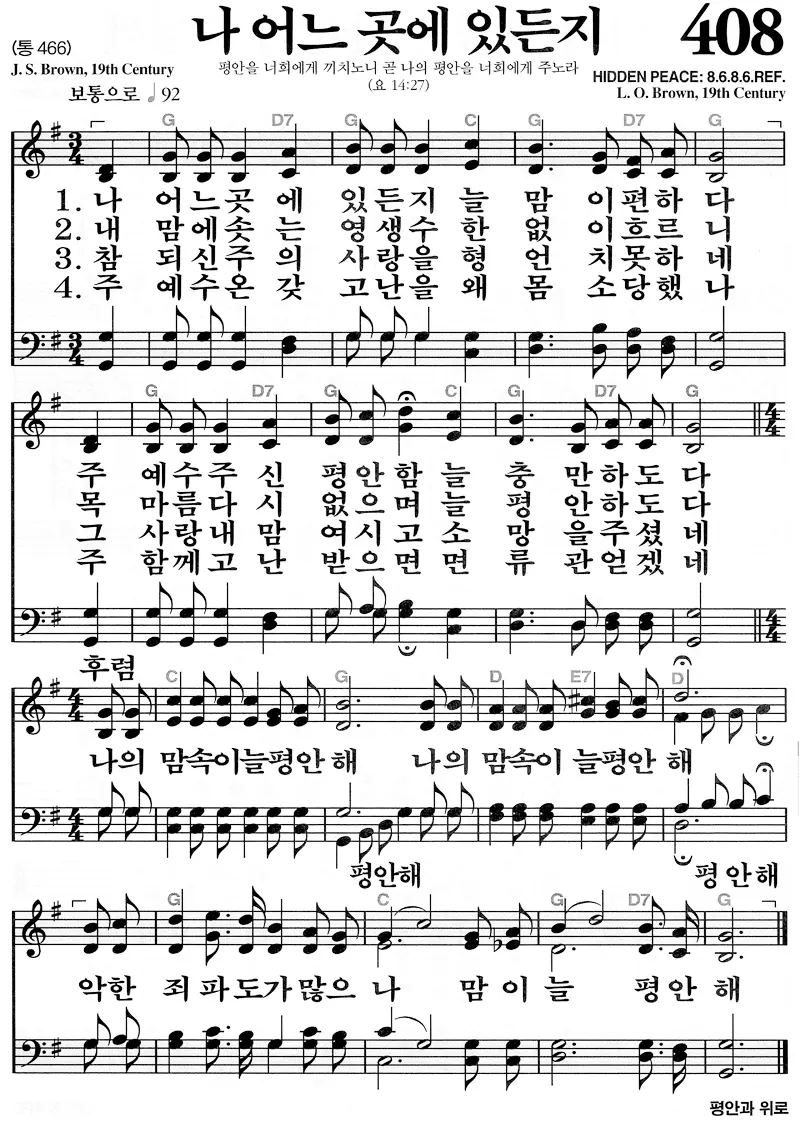 나 어느 곳에 있든지
408
(통 466)
J. S. Brown, 19th Century
평안을 너희에게 끼치노니 곧 나의 평안을 너희에게 주노라
(요 14:27)
HIDDEN PEACE: 8.6.8.6.REF.
L. O. Brown, 19th Century
보통으로 ♩92
G D7 G C G D7 G
1. 나 어느곳에 있든지늘 맘 이편하다
2. 내 맘에솟는 영생수한 없 이흐르니
3. 참 되신주의 사랑을형 언 치못하네
4. 주 예수온갖 고난을왜 몸 소당했나
G D7 G C G D7 G
주 예수주신 평안함늘 충 만하도다
목 마름다시 없으며늘 평 안하도다
그 사랑내맘 여시고소 망 을주셨네
주 함께고난 받으면면 류 관얻겠네
후렴
C G D E7 D
나의 맘속이늘평안해 나의 맘속이 늘평안해
평안해 평안해
G C G D7 G
악한 죄파도가많으나 맘이늘 평안해
평안과 위로